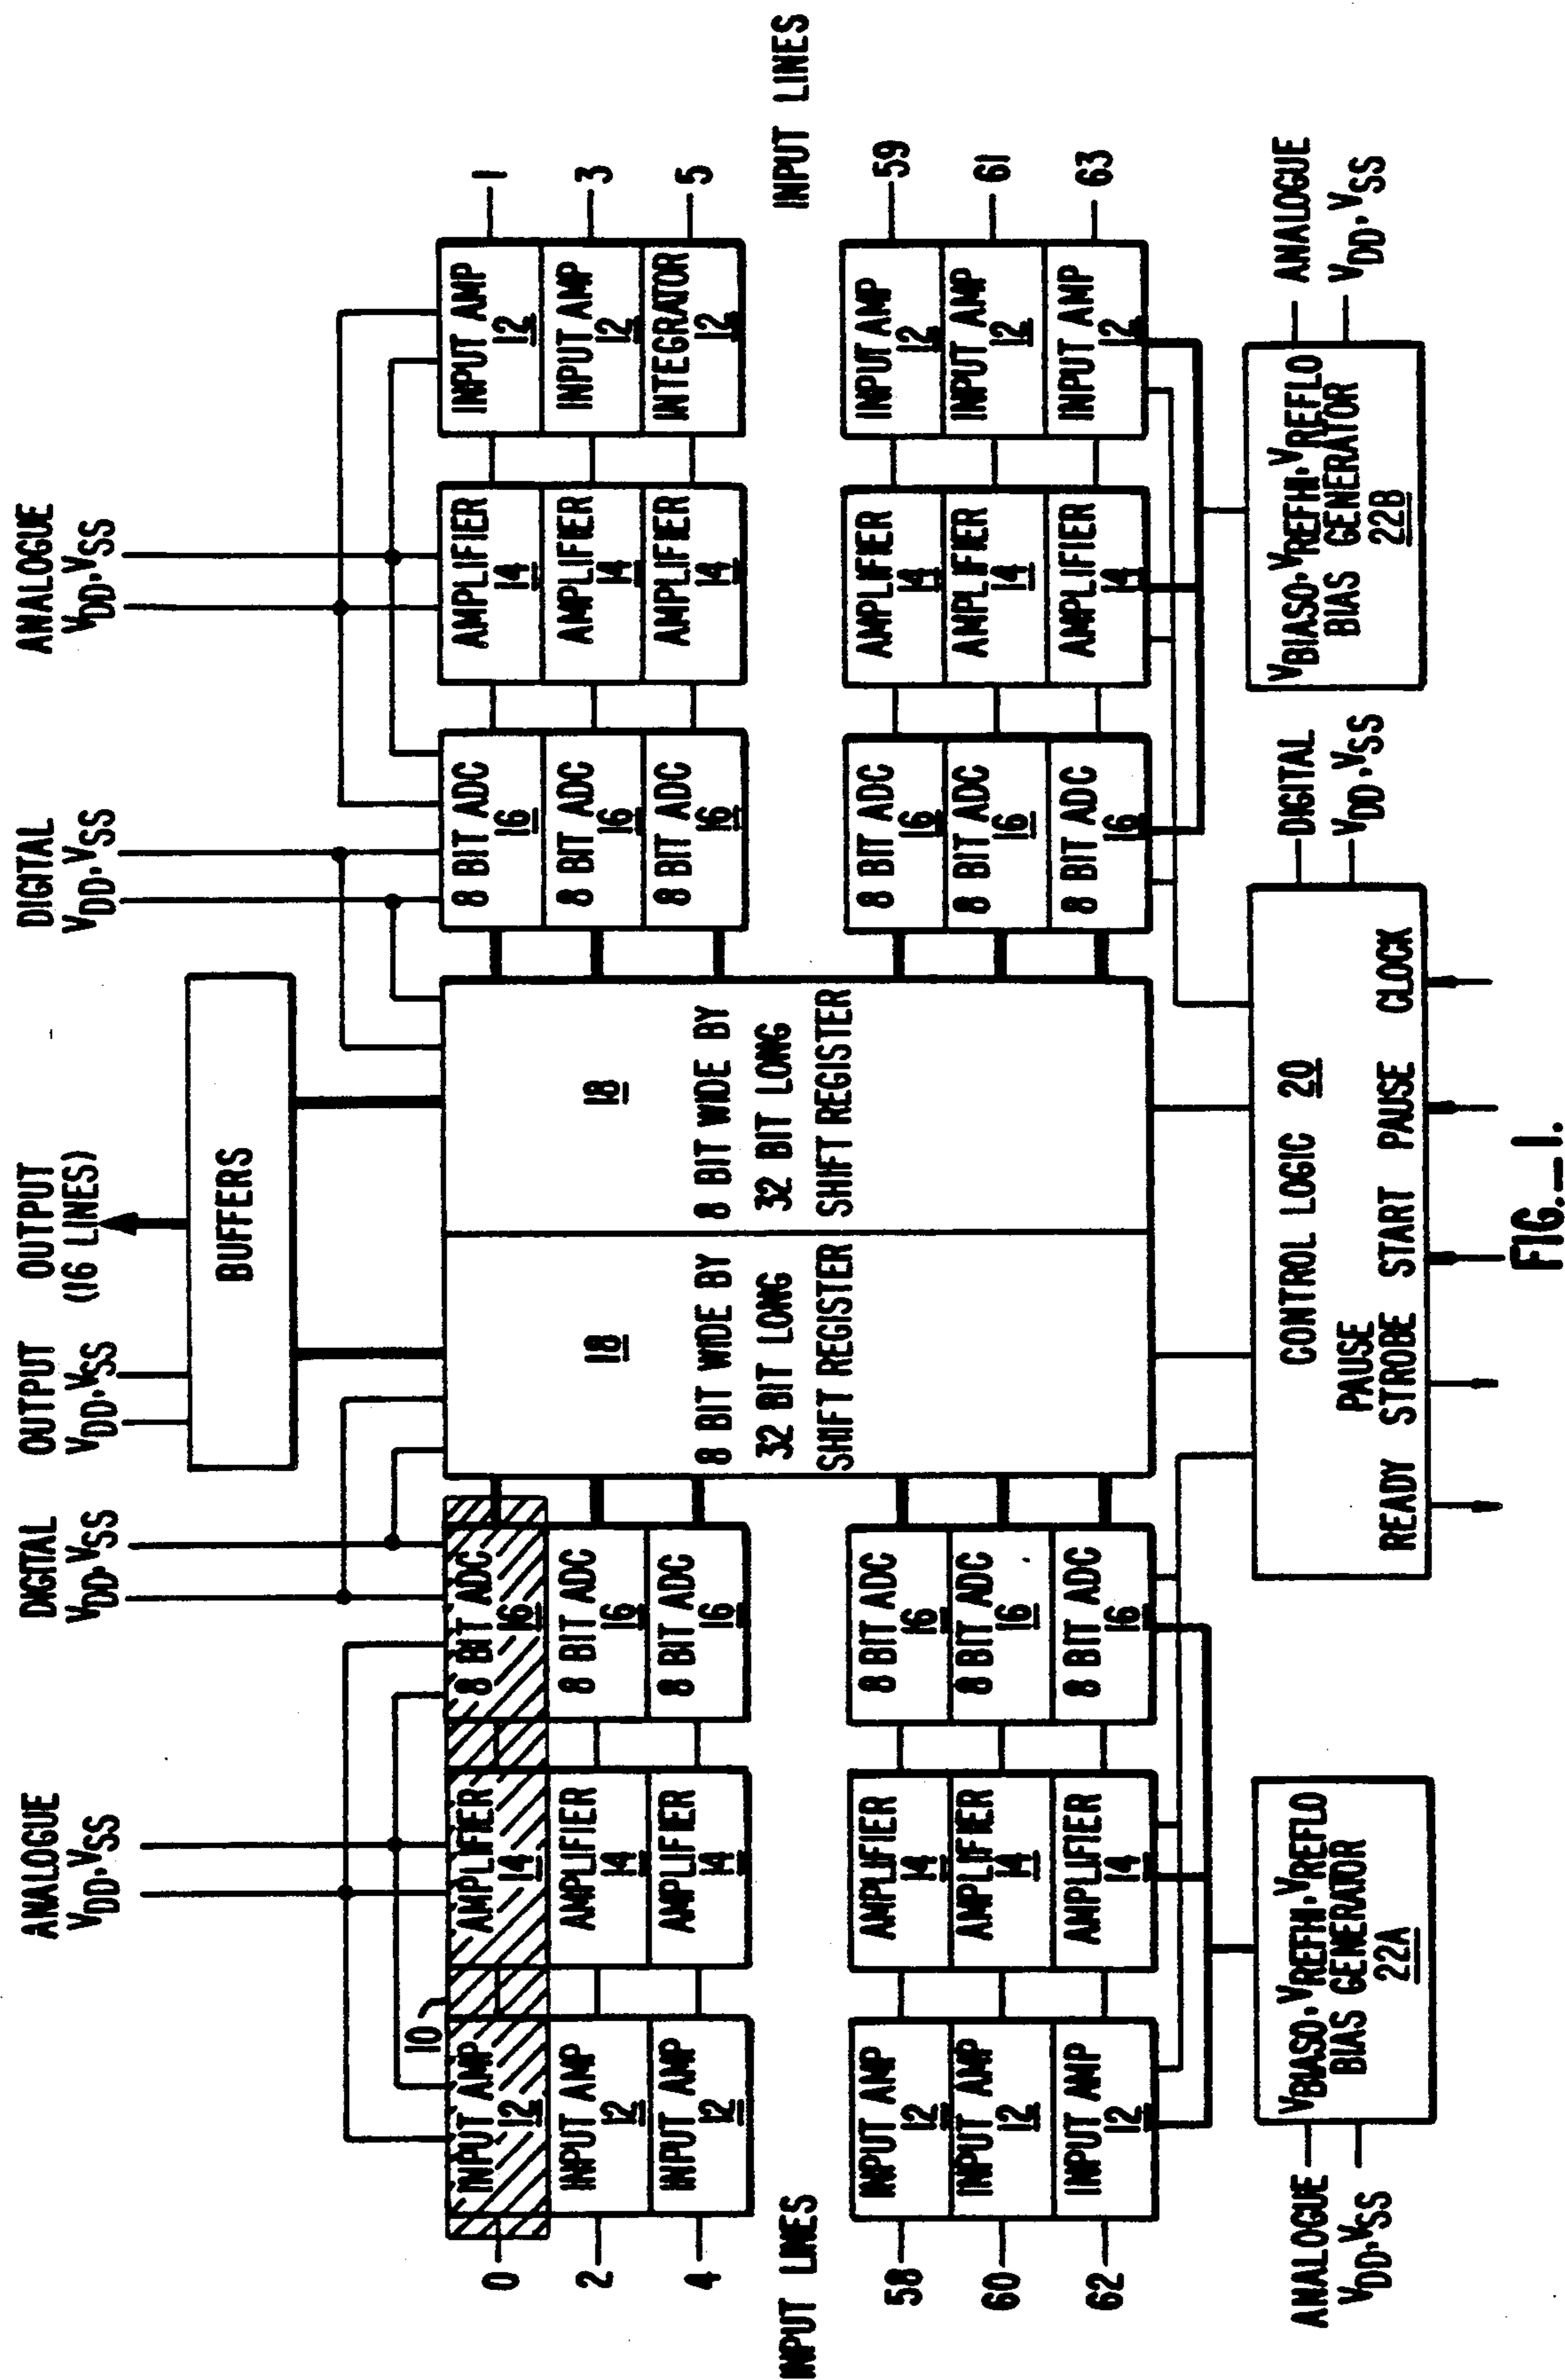 ANALOGUE
VDD, VSS
DIGITAL
VDD, VSS
OUTPUT
VDD, VSS
OUTPUT
(16 LINES)
DIGITAL
VDD, VSS
ANALOGUE
VDD, VSS
BUFFERS
10
0
INPUT AMP
12
AMPLIFIER
14
8 BIT ADC
16
2
INPUT AMP
12
AMPLIFIER
14
8 BIT ADC
16
4
INPUT AMP
12
AMPLIFIER
14
8 BIT ADC
16
INPUT LINES
58
INPUT AMP
12
AMPLIFIER
14
8 BIT ADC
16
60
INPUT AMP
12
AMPLIFIER
14
8 BIT ADC
16
62
INPUT AMP
12
AMPLIFIER
14
8 BIT ADC
16
18
8 BIT WIDE BY
32 BIT LONG
SHIFT REGISTER
18
8 BIT WIDE BY
32 BIT LONG
SHIFT REGISTER
8 BIT ADC
16
AMPLIFIER
14
INPUT AMP
12
1
8 BIT ADC
16
AMPLIFIER
14
INPUT AMP
12
3
8 BIT ADC
16
AMPLIFIER
14
INTEGRATOR
12
5
INPUT LINES
8 BIT ADC
16
AMPLIFIER
14
INPUT AMP
12
59
8 BIT ADC
16
AMPLIFIER
14
INPUT AMP
12
61
8 BIT ADC
16
AMPLIFIER
14
INPUT AMP
12
63
ANALOGUE
VDD, VSS
VBIASO, VREFHI, VREFLO
BIAS GENERATOR
22A
CONTROL LOGIC 20
READY
PAUSE
STROBE
START
PAUSE
CLOCK
DIGITAL
VDD, VSS
VBIASO, VREFHI, VREFLO
BIAS GENERATOR
22B
ANALOGUE
VDD, VSS
FIG.—1.